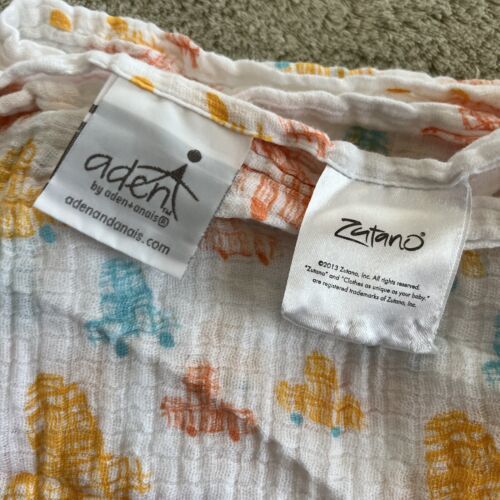 aden™
by aden+anais®
adenandanais.com
Zutano®
©2013 Zutano, Inc. All rights reserved.
"Zutano" and "Clothes as unique as your baby."
are registered trademarks of Zutano, Inc.